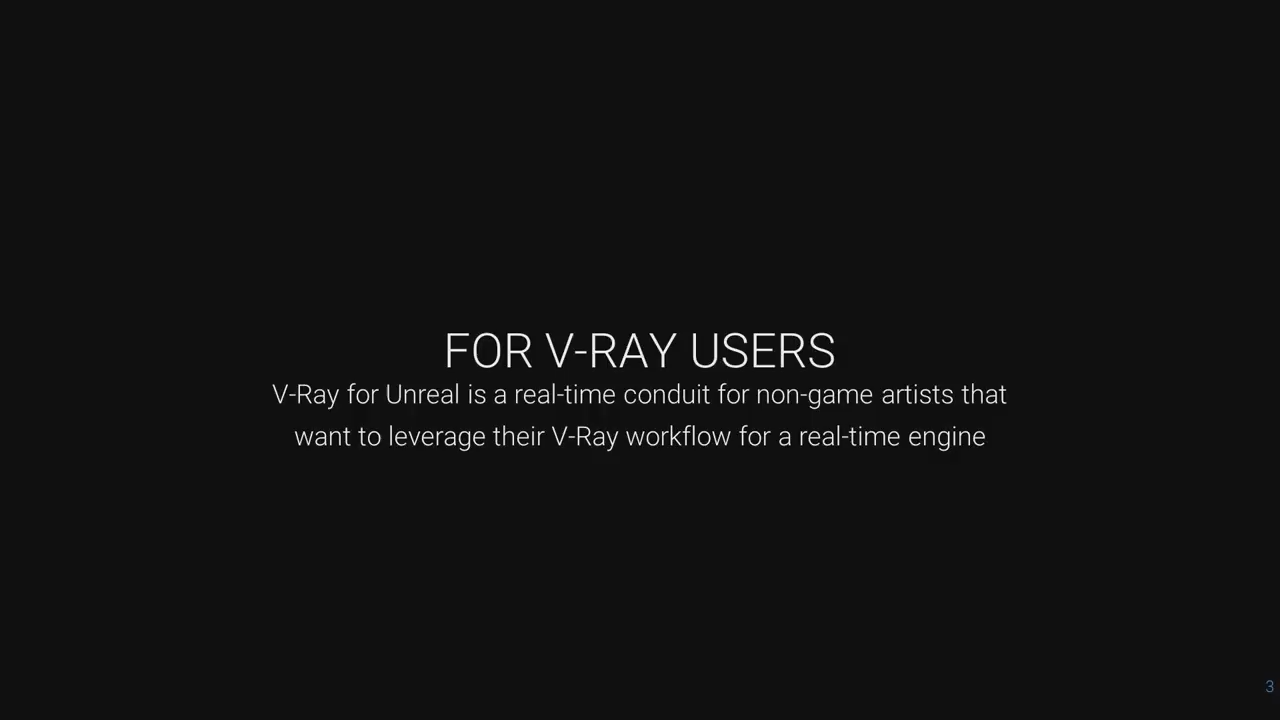 FOR V-RAY USERS
V-Ray for Unreal is a real-time conduit for non-game artists that
want to leverage their V-Ray workflow for a real-time engine
3